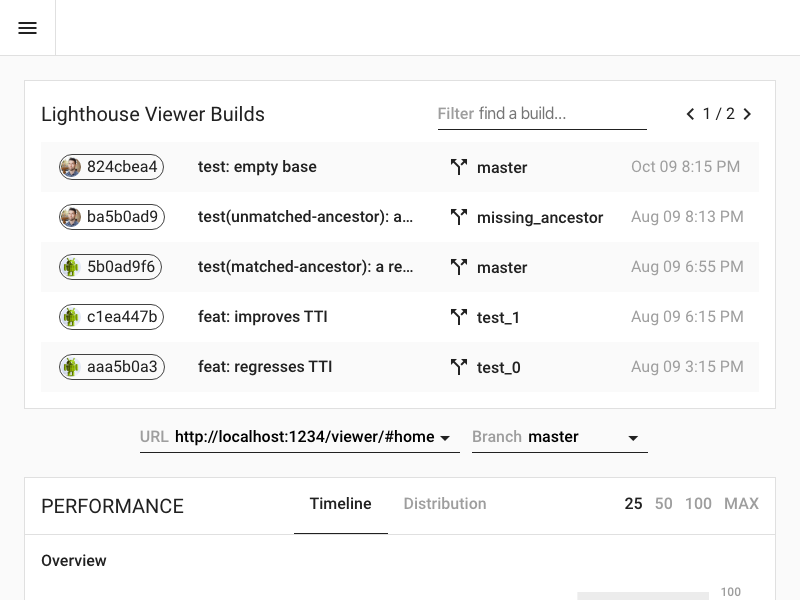 Lighthouse Viewer Builds
Filter find a build...
1 / 2
824cbea4 test: empty base master Oct 09 8:15 PM
ba5b0ad9 test(unmatched-ancestor): a... missing_ancestor Aug 09 8:13 PM
5b0ad9f6 test(matched-ancestor): a re... master Aug 09 6:55 PM
c1ea447b feat: improves TTI test_1 Aug 09 6:15 PM
aaa5b0a3 feat: regresses TTI test_0 Aug 09 3:15 PM
URL http://localhost:1234/viewer/#home Branch master
PERFORMANCE Timeline Distribution 25 50 100 MAX
Overview
100